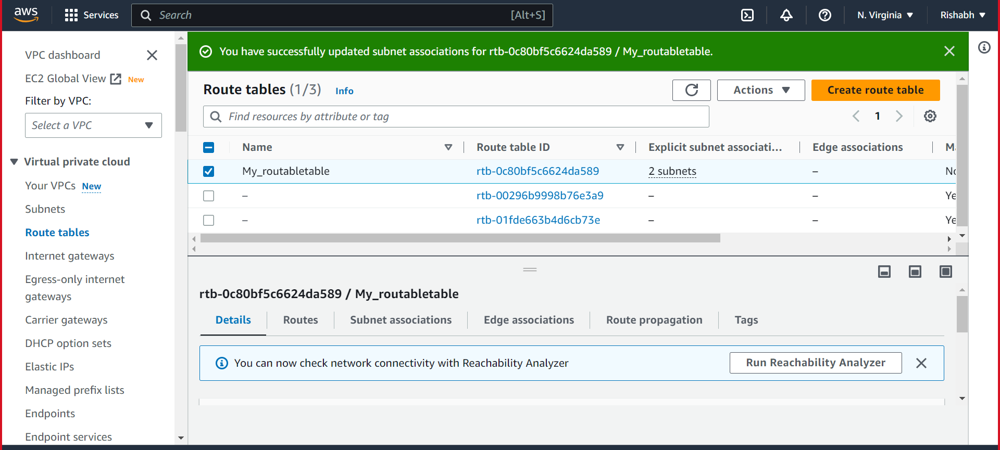 aws
Services
Search [Alt+S]
N. Virginia
Rishabh
VPC dashboard
EC2 Global View New
Filter by VPC:
Select a VPC
Virtual private cloud
Your VPCs New
Subnets
Route tables
Internet gateways
Egress-only internet
gateways
Carrier gateways
DHCP option sets
Elastic IPs
Managed prefix lists
Endpoints
Endpoint services
You have successfully updated subnet associations for rtb-0c80bf5c6624da589 / My_routabletable.
Route tables (1/3) Info
Actions
Create route table
Find resources by attribute or tag
1
Name Route table ID Explicit subnet associati... Edge associations M
My_routabletable rtb-0c80bf5c6624da589 2 subnets – No
– rtb-00296b9998b76e3a9 – – Ye
– rtb-01fde663b4d6cb73e – – Ye
rtb-0c80bf5c6624da589 / My_routabletable
Details Routes Subnet associations Edge associations Route propagation Tags
You can now check network connectivity with Reachability Analyzer
Run Reachability Analyzer